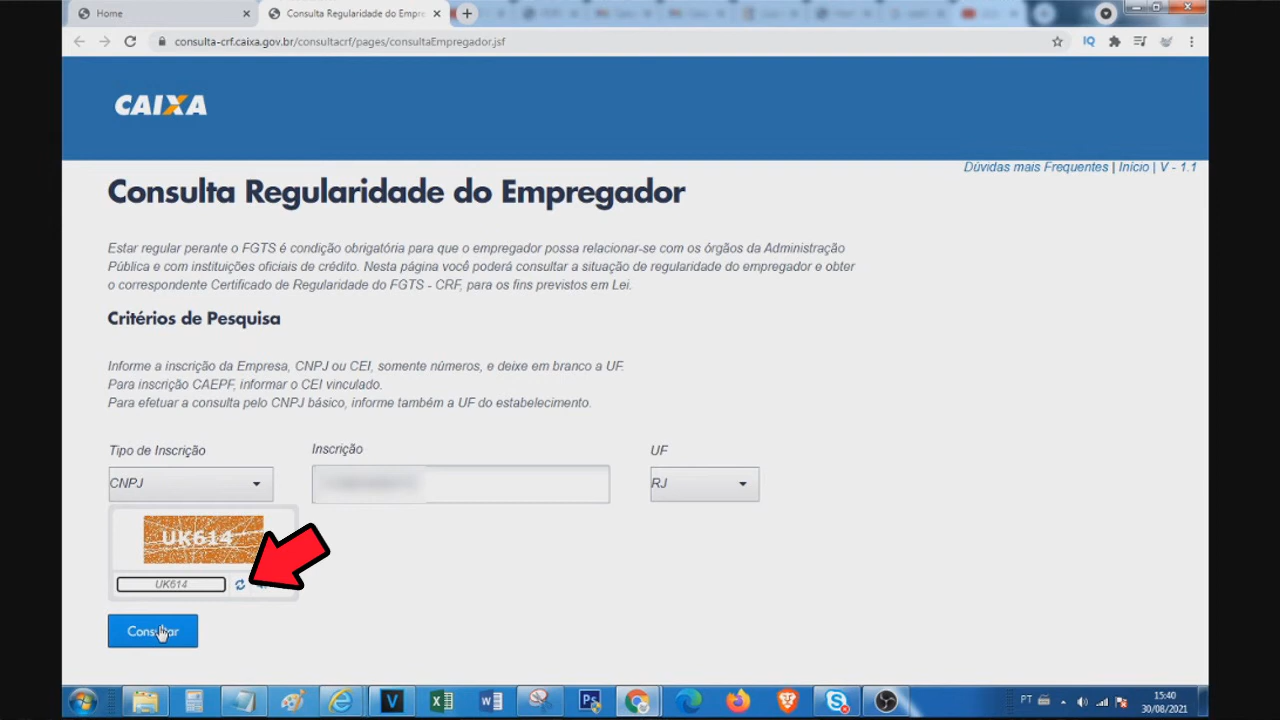 Home
Consulta Regularidade do Empre
consulta-crf.caixa.gov.br/consultacrf/pages/consultaEmpregador.jsf
IQ
CAIXA
Dúvidas mais Frequentes | Início | V - 1.1
Consulta Regularidade do Empregador
Estar regular perante o FGTS é condição obrigatória para que o empregador possa relacionar-se com os órgãos da Administração
Pública e com instituições oficiais de crédito. Nesta página você poderá consultar a situação de regularidade do empregador e obter
o correspondente Certificado de Regularidade do FGTS - CRF, para os fins previstos em Lei.
Critérios de Pesquisa
Informe a inscrição da Empresa, CNPJ ou CEI, somente números, e deixe em branco a UF.
Para inscrição CAEPF, informar o CEI vinculado.
Para efetuar a consulta pelo CNPJ básico, informe também a UF do estabelecimento.
Tipo de Inscrição
Inscrição
UF
CNPJ
RJ
UK614
UK614
Consultar
PT
15:40
30/08/2021